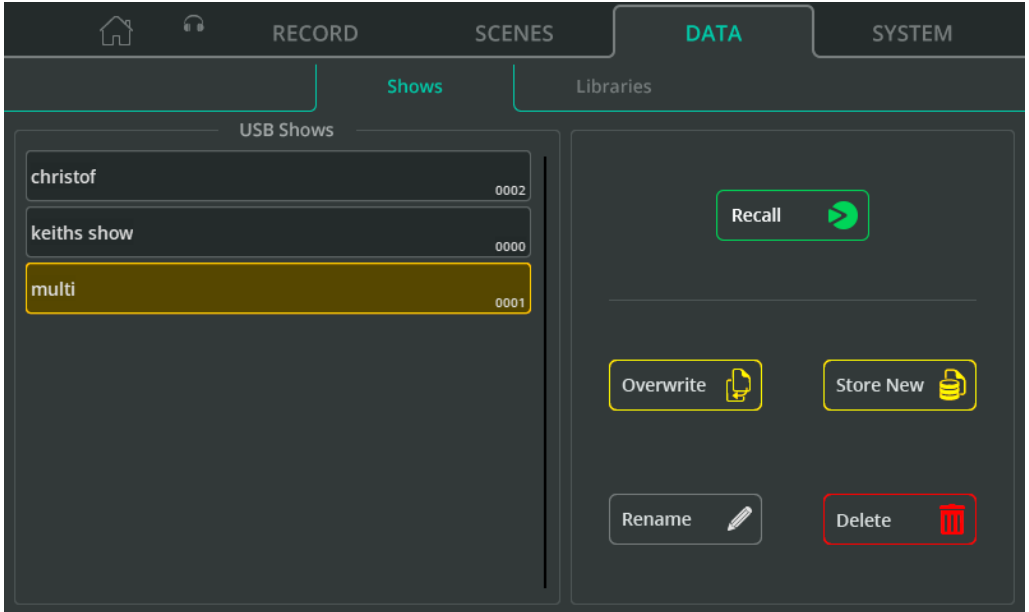 RECORD SCENES DATA SYSTEM
Shows Libraries
USB Shows
christof
0002
keiths show
0000
multi
0001
Recall
Overwrite Store New
Rename Delete